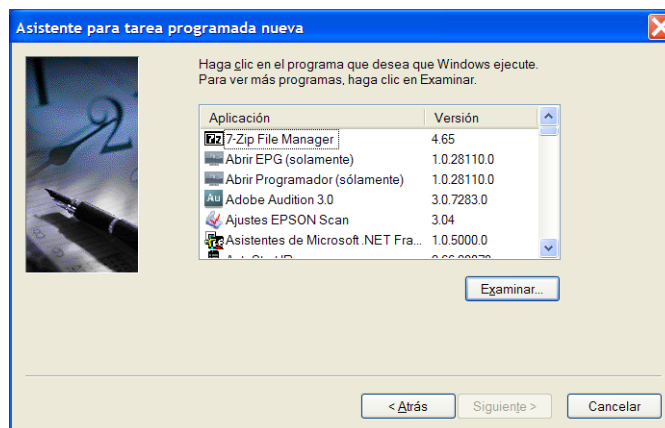 Asistente para tarea programada nueva
Haga clic en el programa que desea que Windows ejecute.
Para ver más programas, haga clic en Examinar.
Aplicación Versión
7-Zip File Manager 4.65
Abrir EPG (solamente) 1.0.28110.0
Abrir Programador (sólamente) 1.0.28110.0
Adobe Audition 3.0 3.0.7283.0
Ajustes EPSON Scan 3.04
Asistentes de Microsoft .NET Fra... 1.0.5000.0
Examinar...
< Atrás Siguiente > Cancelar